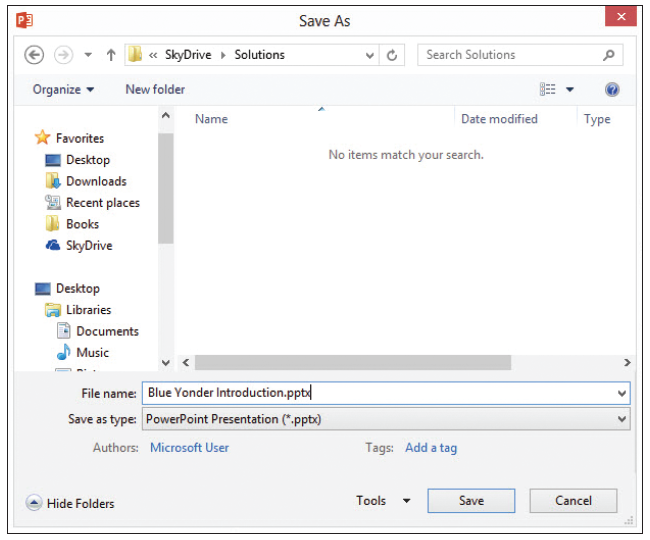 Save As
« SkyDrive Solutions
Search Solutions
Organize New folder
Name Date modified Type
No items match your search.
Favorites
Desktop
Downloads
Recent places
Books
SkyDrive
Desktop
Libraries
Documents
Music
File name: Blue Yonder Introduction.pptx
Save as type: PowerPoint Presentation (*.pptx)
Authors: Microsoft User Tags: Add a tag
Hide Folders Tools Save Cancel